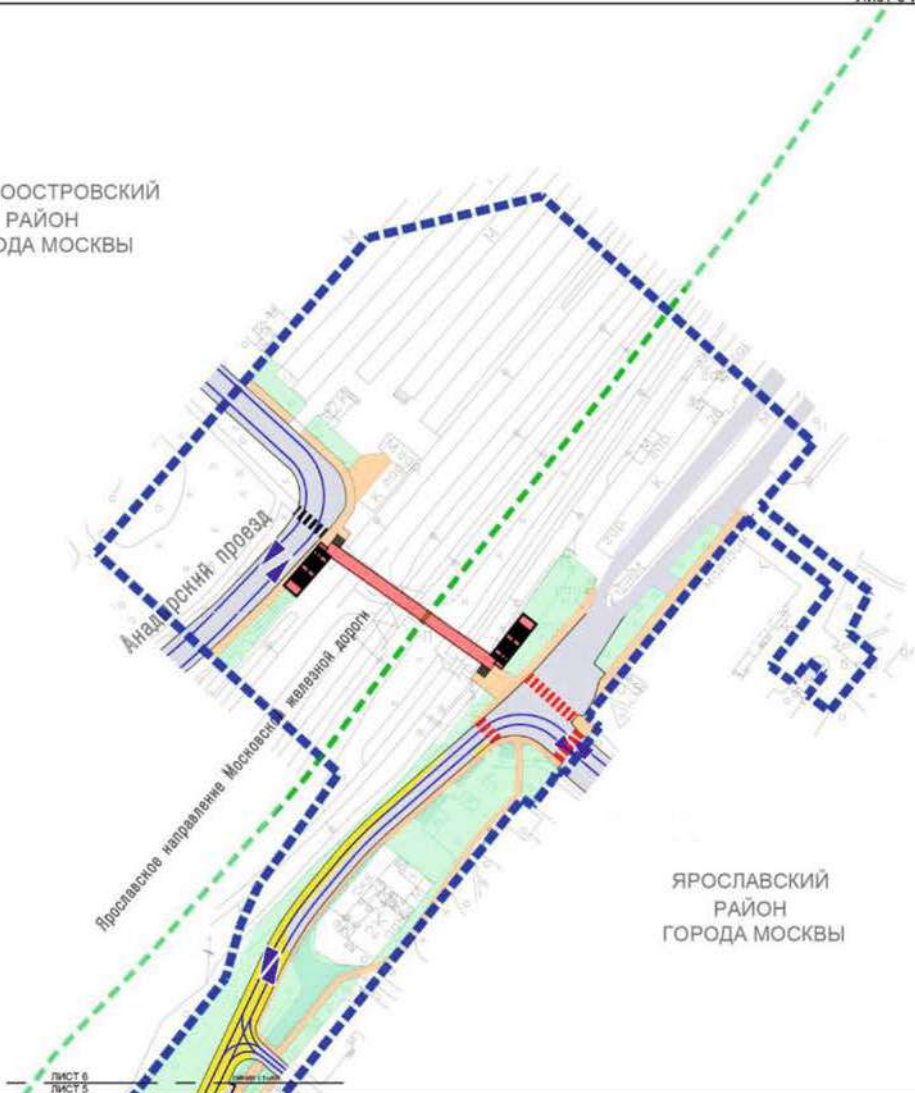 ООСТРОВСКИЙ
РАЙОН
ОДА МОСКВЫ
Анадырский проезд
Ярославское направление Московской железной дороги
ЯРОСЛАВСКИЙ
РАЙОН
ГОРОДА МОСКВЫ
ЛИСТ 6
ЛИСТ 5